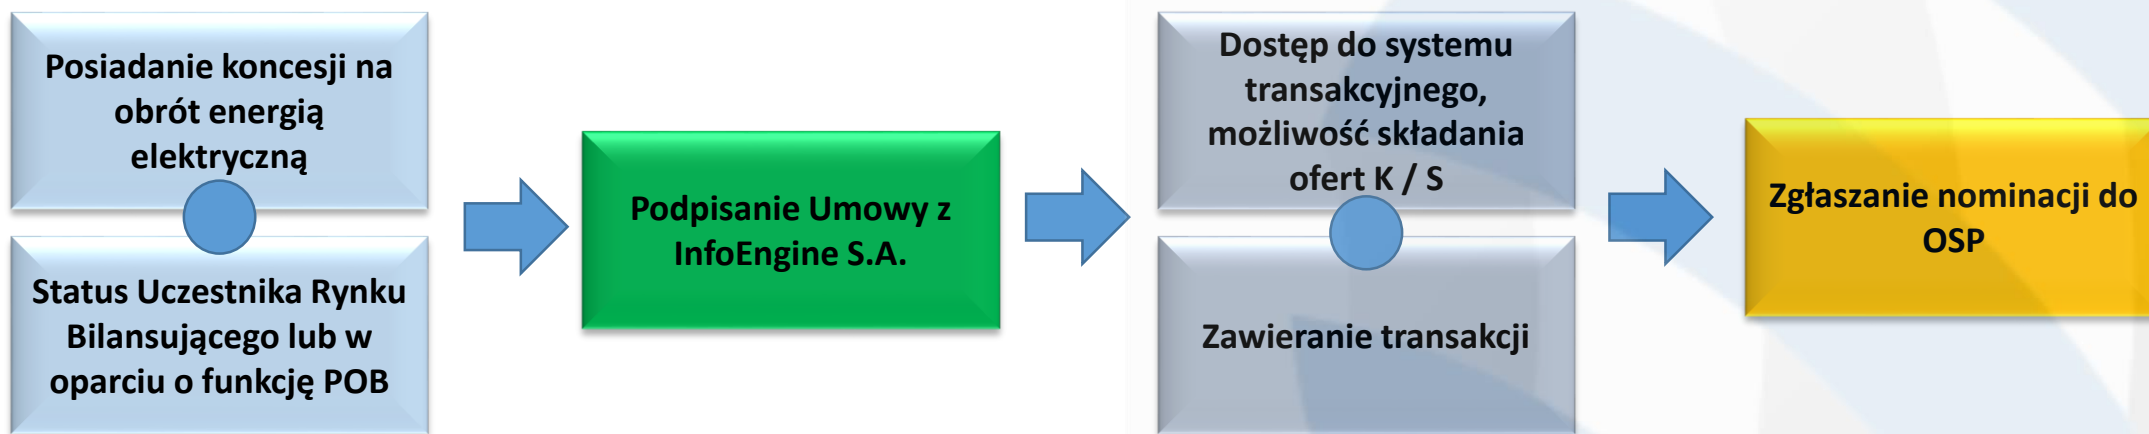 Posiadanie koncesji na
obrót energią
elektryczną
Status Uczestnika Rynku
Bilansującego lub w
oparciu o funkcję POB
Podpisanie Umowy z
InfoEngine S.A.
Dostęp do systemu
transakcyjnego,
możliwość składania
ofert K / S
Zawieranie transakcji
Zgłaszanie nominacji do
OSP